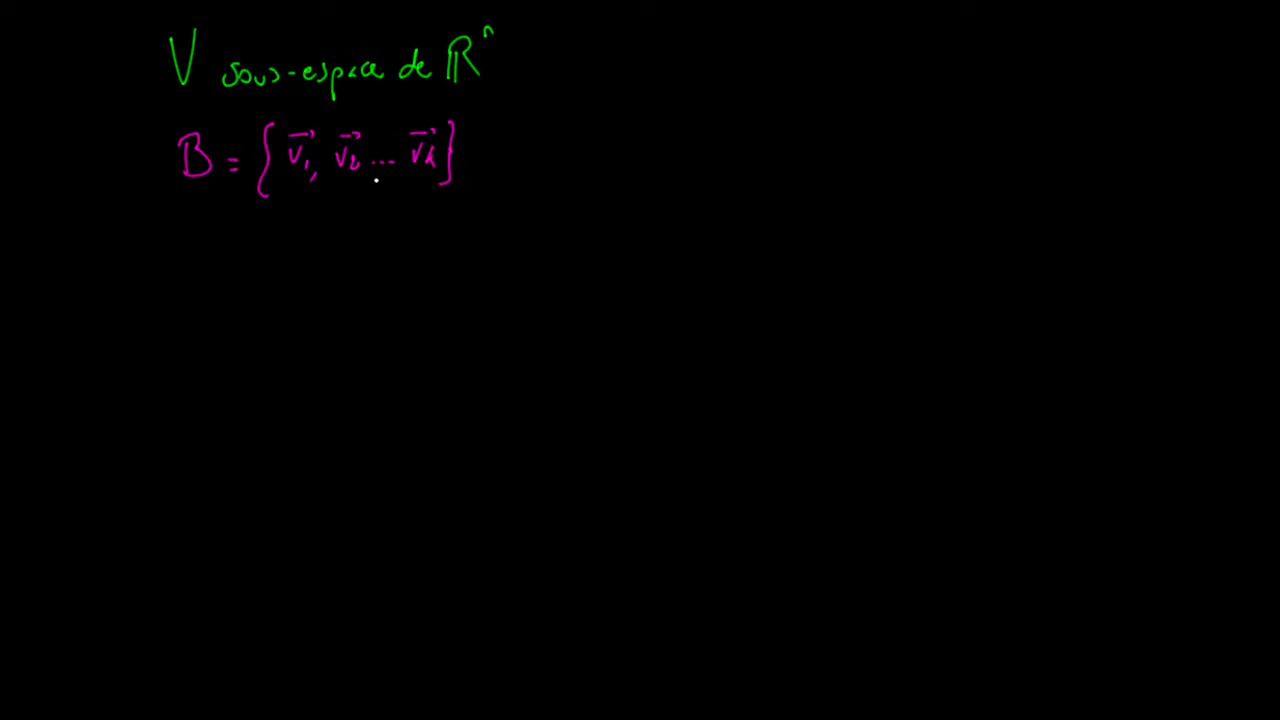 V sous-espace de ℝⁿ
B = { v⃗₁, v⃗₂ ... v⃗ₖ }